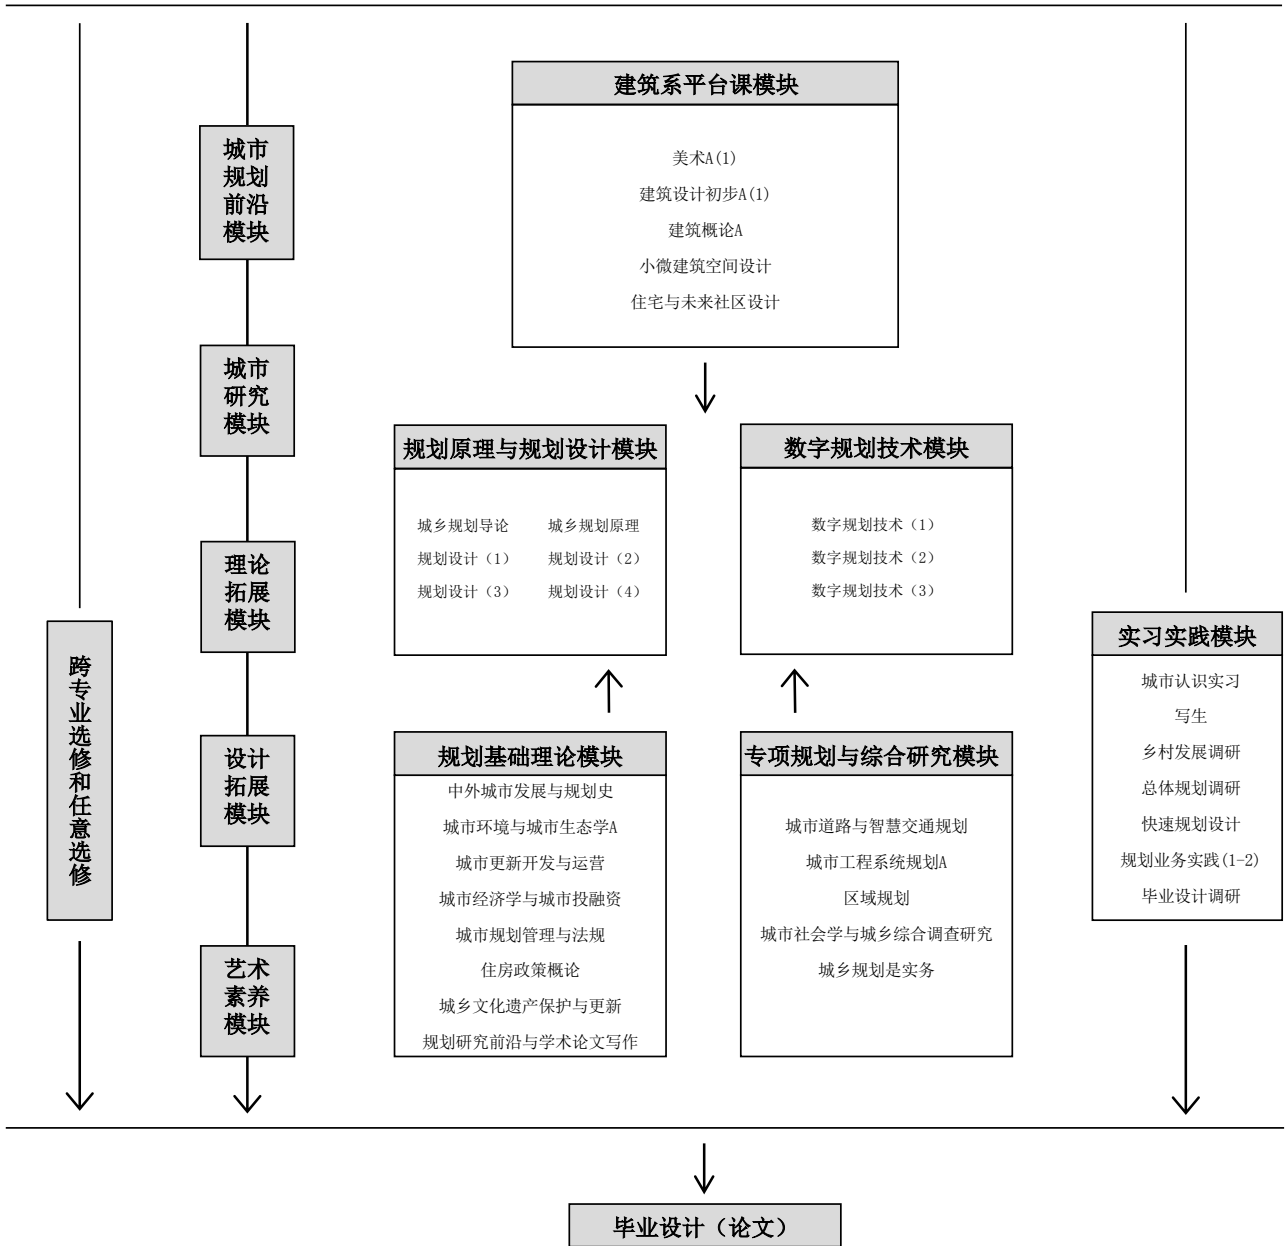 建筑系平台课模块
美术A(1)
建筑设计初步A(1)
建筑概论A
小微建筑空间设计
住宅与未来社区设计
城市
规划
前沿
模块
城市
研究
模块
理论
拓展
模块
设计
拓展
模块
艺术
素养
模块
跨专业选修和任意选修
规划原理与规划设计模块
城乡规划导论 城乡规划原理
规划设计（1） 规划设计（2）
规划设计（3） 规划设计（4）
数字规划技术模块
数字规划技术（1）
数字规划技术（2）
数字规划技术（3）
规划基础理论模块
中外城市发展与规划史
城市环境与城市生态学A
城市更新开发与运营
城市经济学与城市投融资
城市规划管理与法规
住房政策概论
城乡文化遗产保护与更新
规划研究前沿与学术论文写作
专项规划与综合研究模块
城市道路与智慧交通规划
城市工程系统规划A
区域规划
城市社会学与城乡综合调查研究
城乡规划是实务
实习实践模块
城市认识实习
写生
乡村发展调研
总体规划调研
快速规划设计
规划业务实践(1-2)
毕业设计调研
毕业设计（论文）